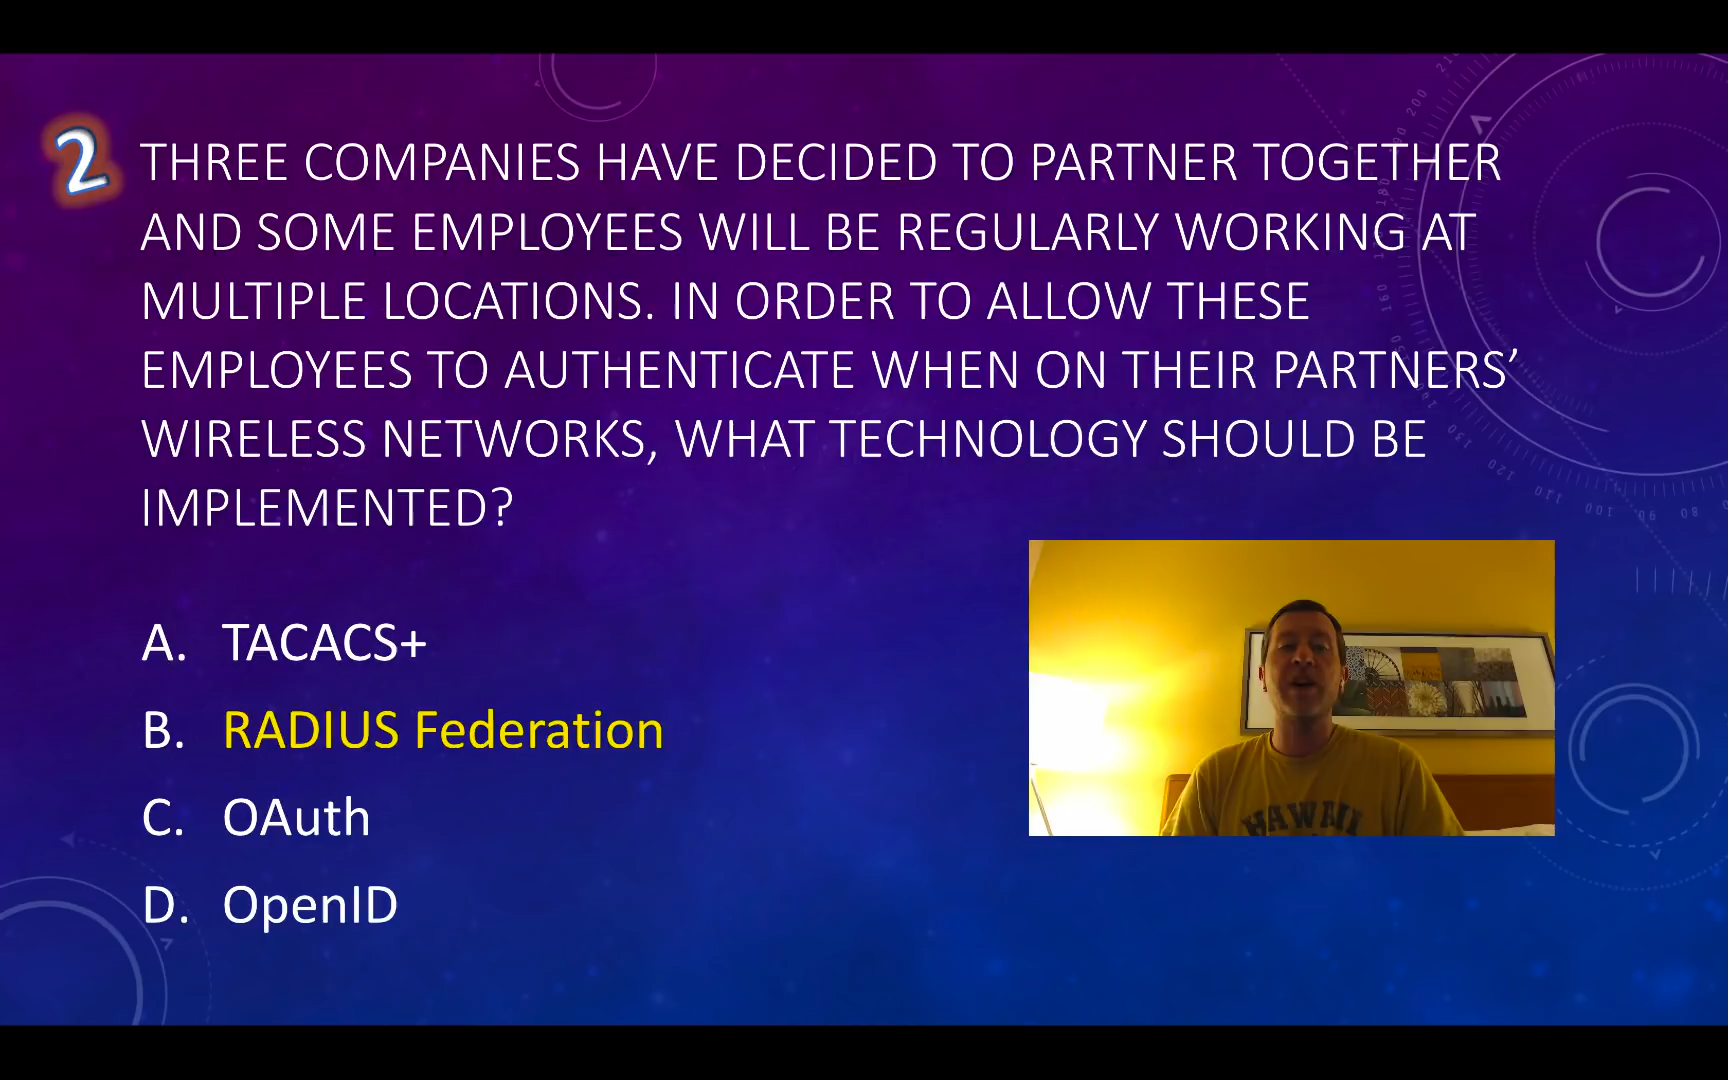 2
THREE COMPANIES HAVE DECIDED TO PARTNER TOGETHER
AND SOME EMPLOYEES WILL BE REGULARLY WORKING AT
MULTIPLE LOCATIONS. IN ORDER TO ALLOW THESE
EMPLOYEES TO AUTHENTICATE WHEN ON THEIR PARTNERS’
WIRELESS NETWORKS, WHAT TECHNOLOGY SHOULD BE
IMPLEMENTED?
A. TACACS+
B. RADIUS Federation
C. OAuth
D. OpenID
HAWAII